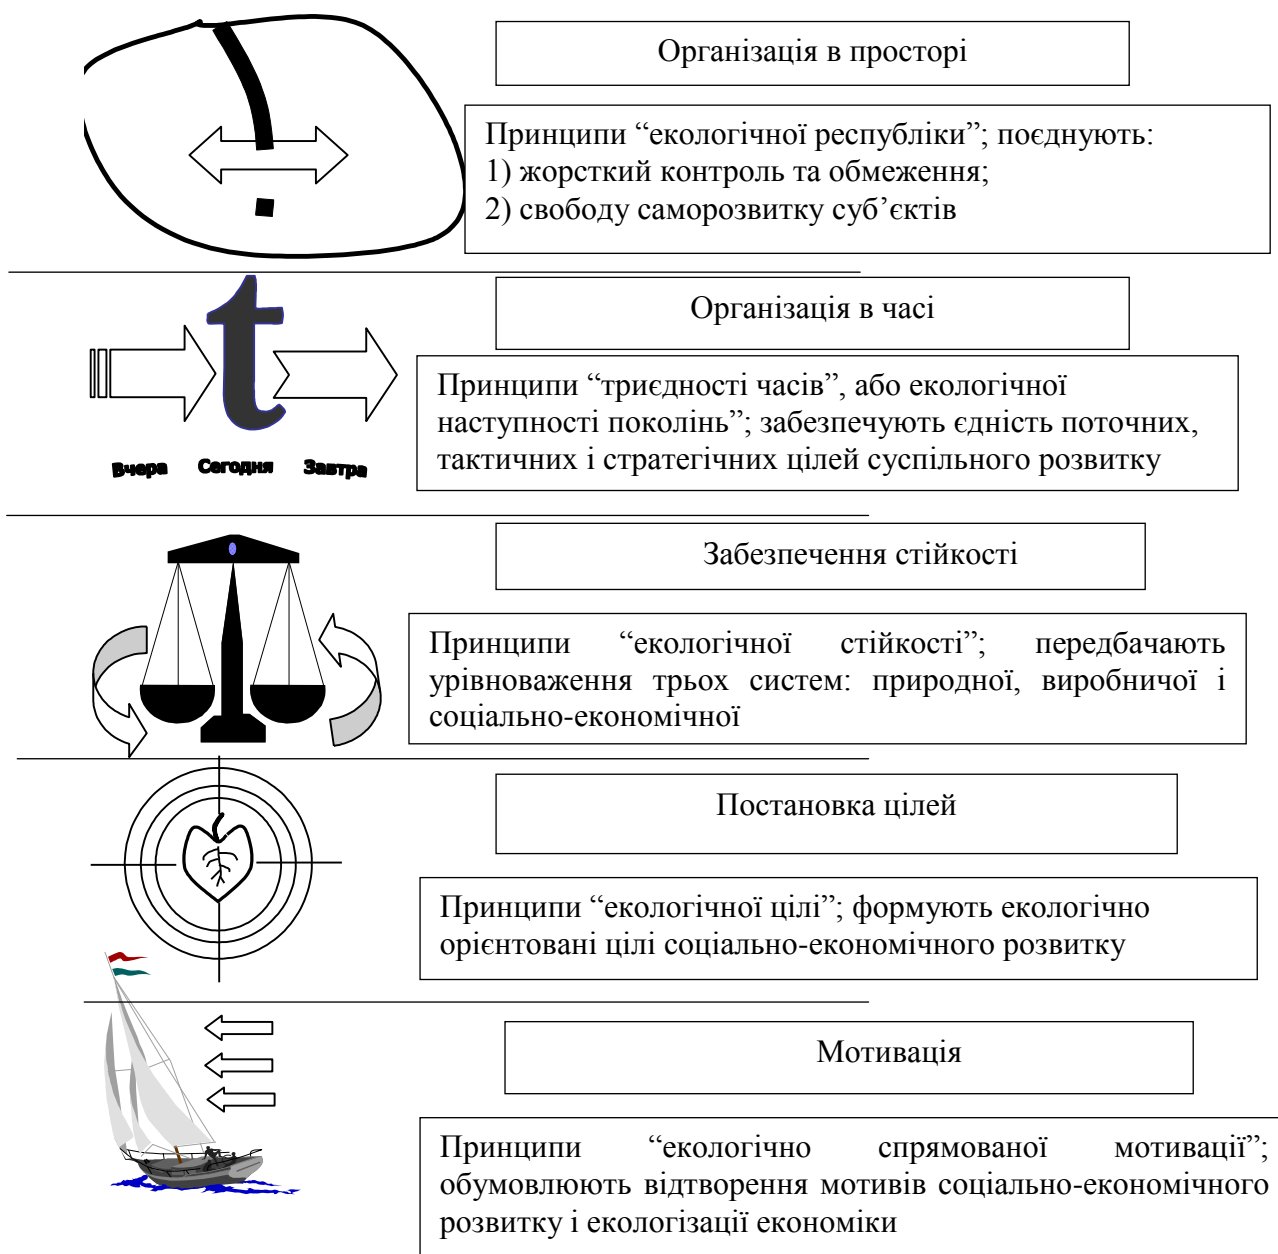 Організація в просторі
Принципи “екологічної республіки”; поєднують:
1) жорсткий контроль та обмеження;
2) свободу саморозвитку суб’єктів
Організація в часі
t
Принципи “триєдності часів”, або екологічної
наступності поколінь”; забезпечують єдність поточних,
тактичних і стратегічних цілей суспільного розвитку
Вчера Сегодня Завтра
Забезпечення стійкості
Принципи “екологічної стійкості”; передбачають
урівноваження трьох систем: природної, виробничої і
соціально-економічної
Постановка цілей
Принципи “екологічної цілі”; формують екологічно
орієнтовані цілі соціально-економічного розвитку
Мотивація
Принципи “екологічно спрямованої мотивації”;
обумовлюють відтворення мотивів соціально-економічного
розвитку і екологізації економіки